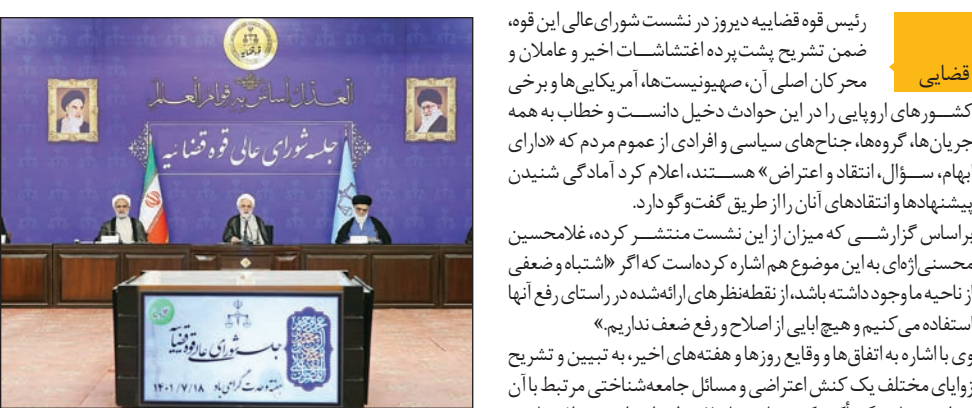 قضایی
رئیس قوه قضاییه دیروز در نشست شورای‌عالی این قوه،
ضمن تشریح پشت‌پرده اغتشاشات اخیر و عاملان و
محرکان اصلی آن، صهیونیست‌ها، آمریکایی‌ها و برخی
کشورهای اروپایی را در این حوادث دخیل دانست و خطاب به همه
جریان‌ها، گروه‌ها، جناح‌های سیاسی و افرادی از عموم مردم که «دارای
ابهام، سؤال، انتقاد و اعتراض» هستند، اعلام کرد آمادگی شنیدن
پیشنهادها و انتقادهای آنان را از طریق گفت‌وگو دارد.
براساس گزارشی که میزان از این نشست منتشر کرده، غلامحسین
محسنی‌اژه‌ای به این موضوع هم اشاره کرده‌است که اگر «اشتباه و ضعفی
از ناحیه ما وجود داشته باشد، از نقطه‌نظرهای ارائه‌شده در راستای رفع آنها
استفاده می‌کنیم و هیچ ابایی از اصلاح و رفع ضعف نداریم.»
وی با اشاره به اتفاق‌ها و وقایع روزها و هفته‌های اخیر، به تبیین و تشریح
زوایای مختلف یک کنش اعتراضی و مسائل جامعه‌شناختی مرتبط با آن
قوه قضاییه
العدل اساس به قوام العالم
جلسه شورای عالی قوه قضائیه
جلسه شورای عالی قوه قضائیه
هفته وحدت گرامی باد ۱۴۰۱/۷/۱۸